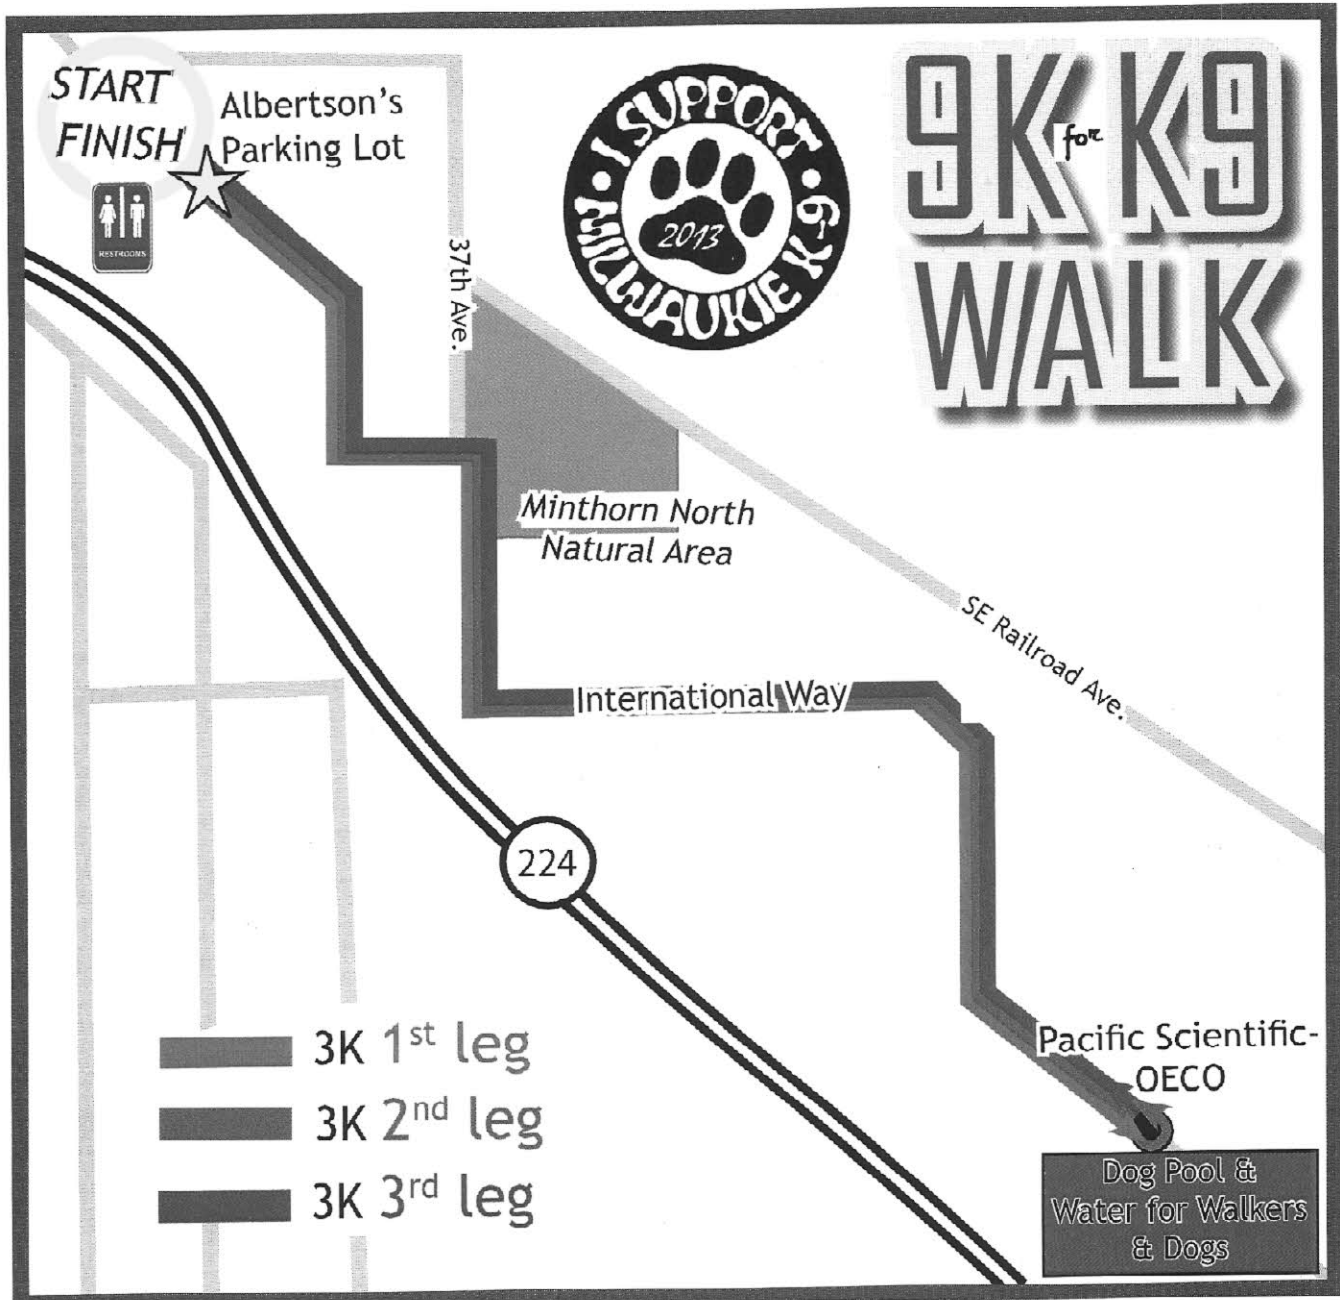 START
FINISH
Albertson's
Parking Lot
RESTROOMS
37th Ave.
I SUPPORT
MILWAUKIE K-9
2013
9K for K9
WALK
Minthorn North
Natural Area
SE Railroad Ave.
International Way
224
3K 1st leg
3K 2nd leg
3K 3rd leg
Pacific Scientific-
OECO
Dog Pool &
Water for Walkers
& Dogs